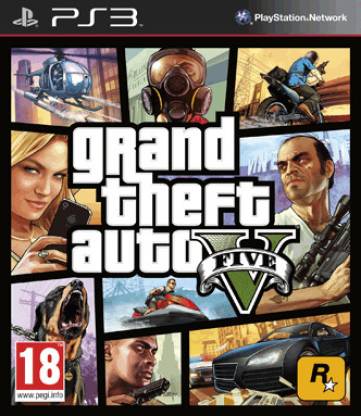 PS3
PlayStation®Network
grand
theft
auto
V
FIVE
18
www.pegi.info
R